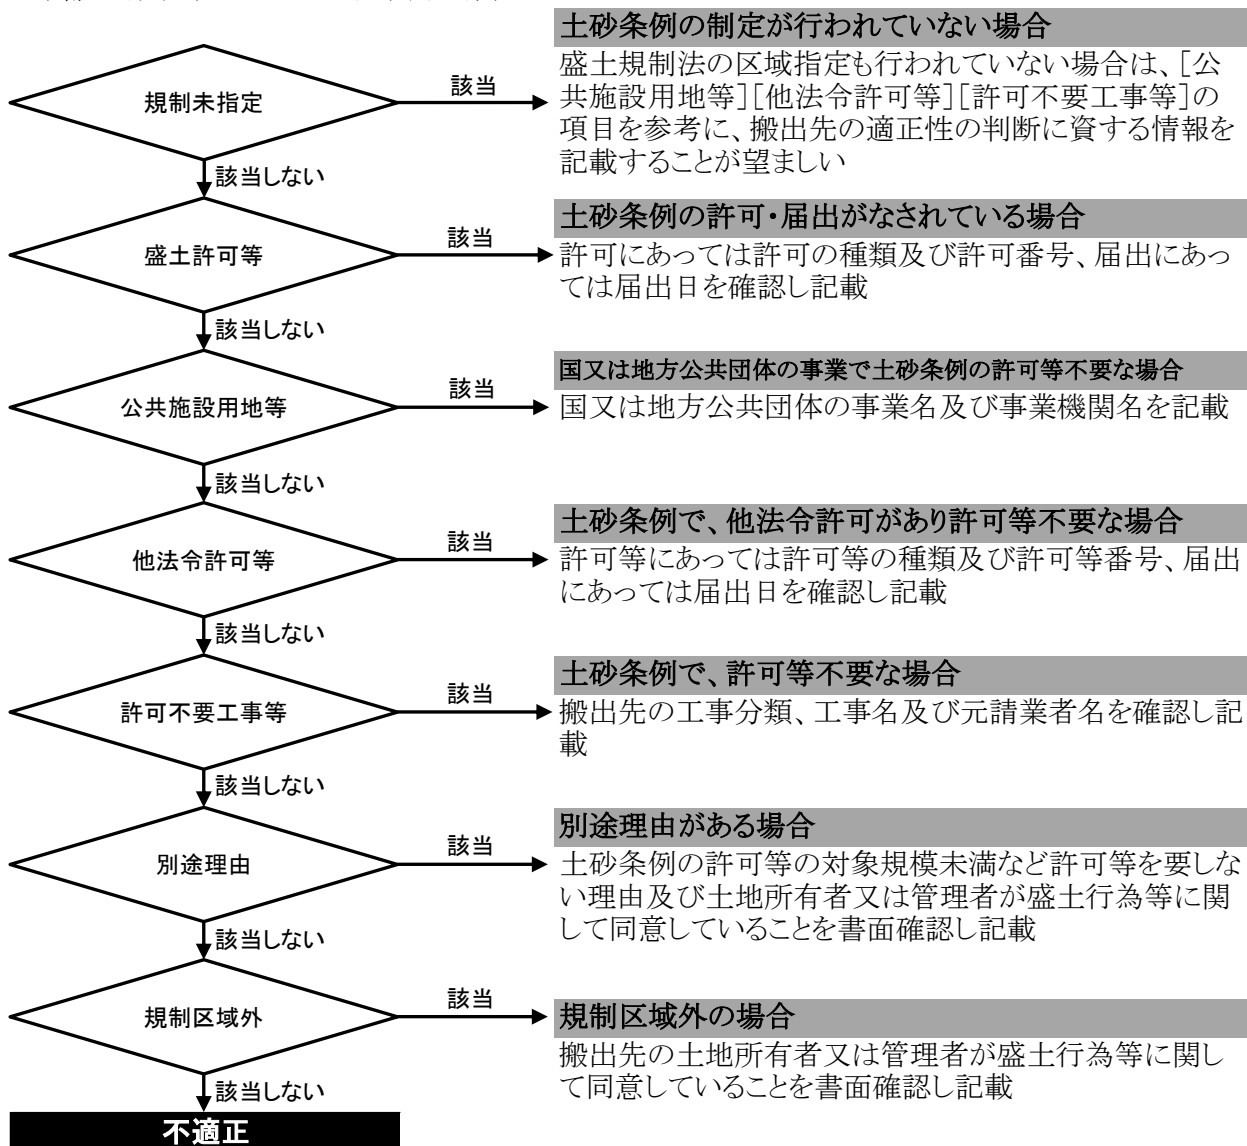 土砂条例の制定が行われていない場合
規制未指定
該当
盛土規制法の区域指定も行われていない場合は、[公
共施設用地等][他法令許可等][許可不要工事等]の
項目を参考に、搬出先の適正性の判断に資する情報を
記載することが望ましい
該当しない
土砂条例の許可・届出がなされている場合
盛土許可等
該当
許可にあっては許可の種類及び許可番号、届出にあっ
ては届出日を確認し記載
該当しない
国又は地方公共団体の事業で土砂条例の許可等不要な場合
公共施設用地等
該当
国又は地方公共団体の事業名及び事業機関名を記載
該当しない
土砂条例で、他法令許可があり許可等不要な場合
他法令許可等
該当
許可等にあっては許可等の種類及び許可等番号、届出
にあっては届出日を確認し記載
該当しない
土砂条例で、許可等不要な場合
許可不要工事等
該当
搬出先の工事分類、工事名及び元請業者名を確認し記
載
該当しない
別途理由がある場合
別途理由
該当
土砂条例の許可等の対象規模未満など許可等を要しな
い理由及び土地所有者又は管理者が盛土行為等に関
して同意していることを書面確認し記載
該当しない
規制区域外の場合
規制区域外
該当
搬出先の土地所有者又は管理者が盛土行為等に関し
て同意していることを書面確認し記載
該当しない
不適正